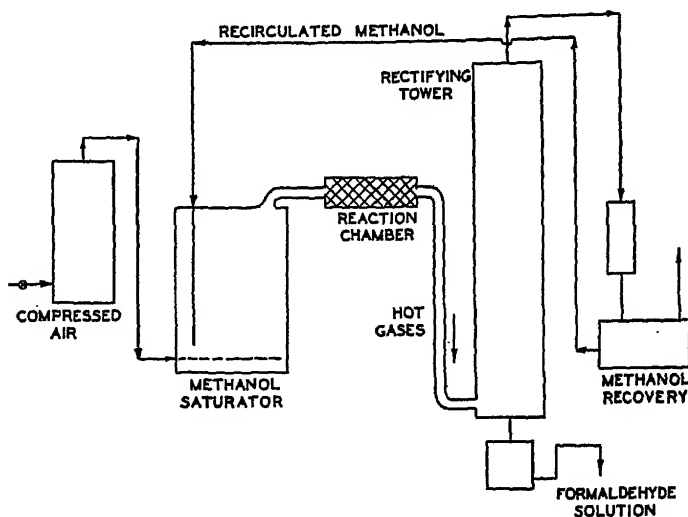 RECIRCULATED METHANOL
RECTIFYING
TOWER
REACTION
CHAMBER
COMPRESSED
AIR
HOT
GASES
METHANOL
SATURATOR
METHANOL
RECOVERY
FORMALDEHYDE
SOLUTION